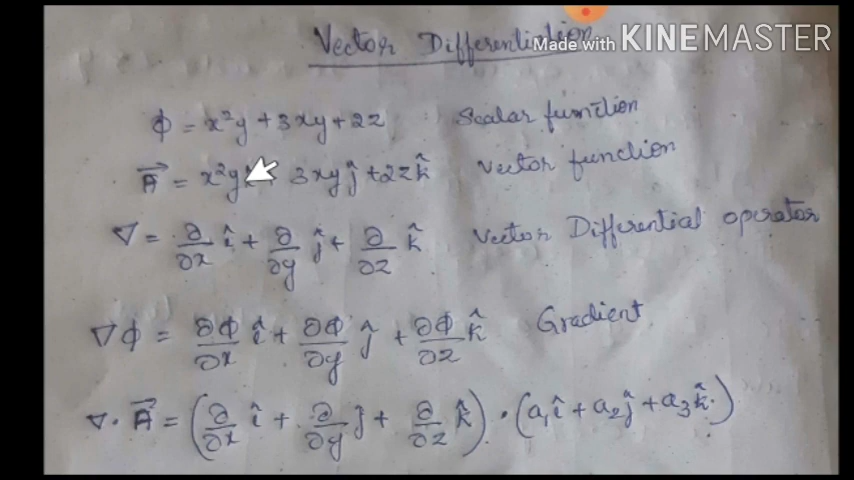 Vector Differentiation
Made with KINEMASTER
Φ = x²y + 3xy + 2z Scalar function
A⃗ = x²y 3xy ĵ + 2z k̂ Vector function
∇ = ∂/∂x î + ∂/∂y ĵ + ∂/∂z k̂ Vector Differential operator
∇Φ = ∂Φ/∂x î + ∂Φ/∂y ĵ + ∂Φ/∂z k̂ Gradient
∇ · A⃗ = (∂/∂x î + ∂/∂y ĵ + ∂/∂z k̂) · (a₁î + a₂ĵ + a₃k̂)